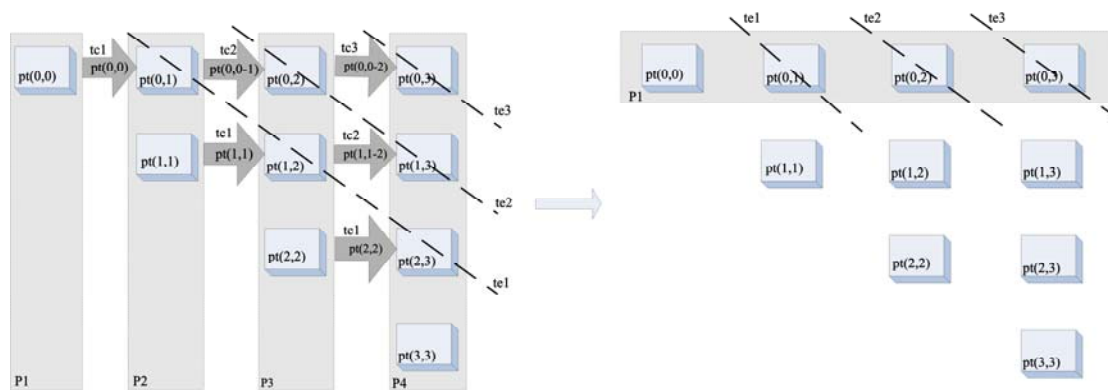 tc1 tc2 tc3
pt(0,0) pt(0,0) pt(0,1) pt(0,0-1) pt(0,2) pt(0,0-2) pt(0,3)
te3
tc1 tc2
pt(1,1) pt(1,1) pt(1,2) pt(1,1-2) pt(1,3)
te2
tc1
pt(2,2) pt(2,2) pt(2,3)
te1
pt(3,3)
P1 P2 P3 P4
te1 te2 te3
pt(0,0) pt(0,1) pt(0,2) pt(0,3)
P1
pt(1,1) pt(1,2) pt(1,3)
pt(2,2) pt(2,3)
pt(3,3)